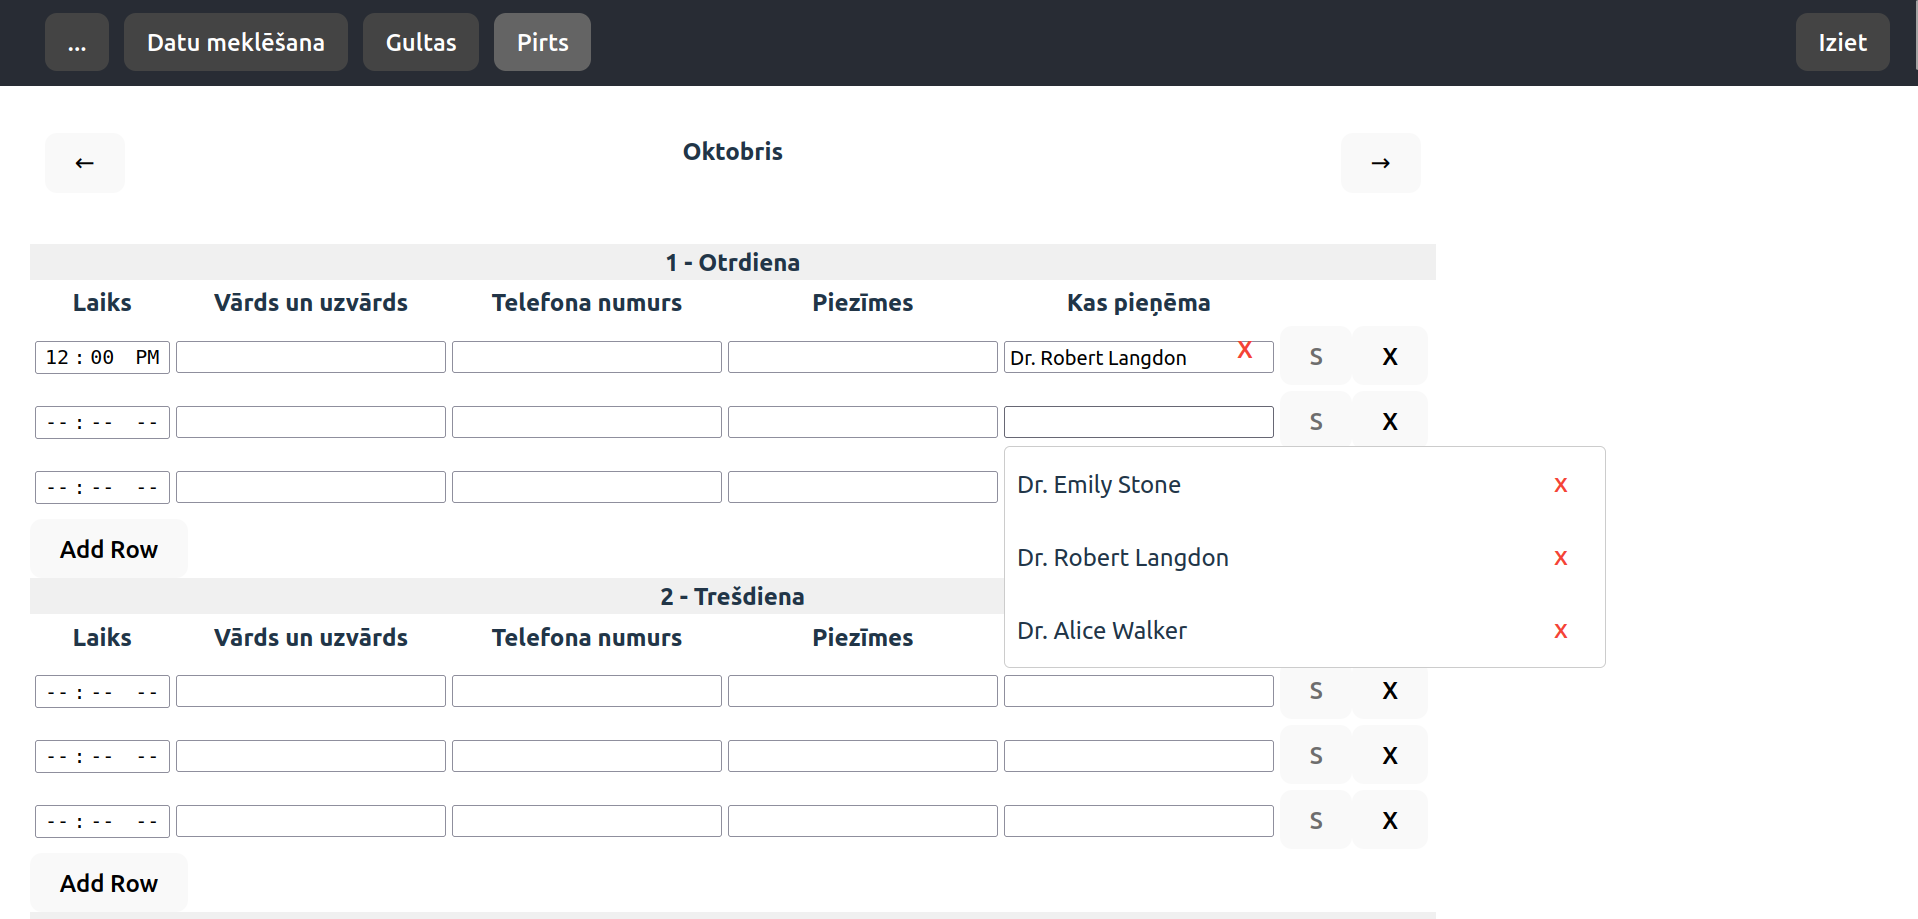 ... Datu meklēšana Gultas Pirts Iziet
← Oktobris →
1 - Otrdiena
Laiks Vārds un uzvārds Telefona numurs Piezīmes Kas pieņēma
12:00 PM Dr. Robert Langdon X S X
--:-- -- S X
Dr. Emily Stone x
--:-- --
Dr. Robert Langdon x
Add Row
Dr. Alice Walker x
2 - Trešdiena
Laiks Vārds un uzvārds Telefona numurs Piezīmes
--:-- -- S X
--:-- -- S X
--:-- -- S X
Add Row